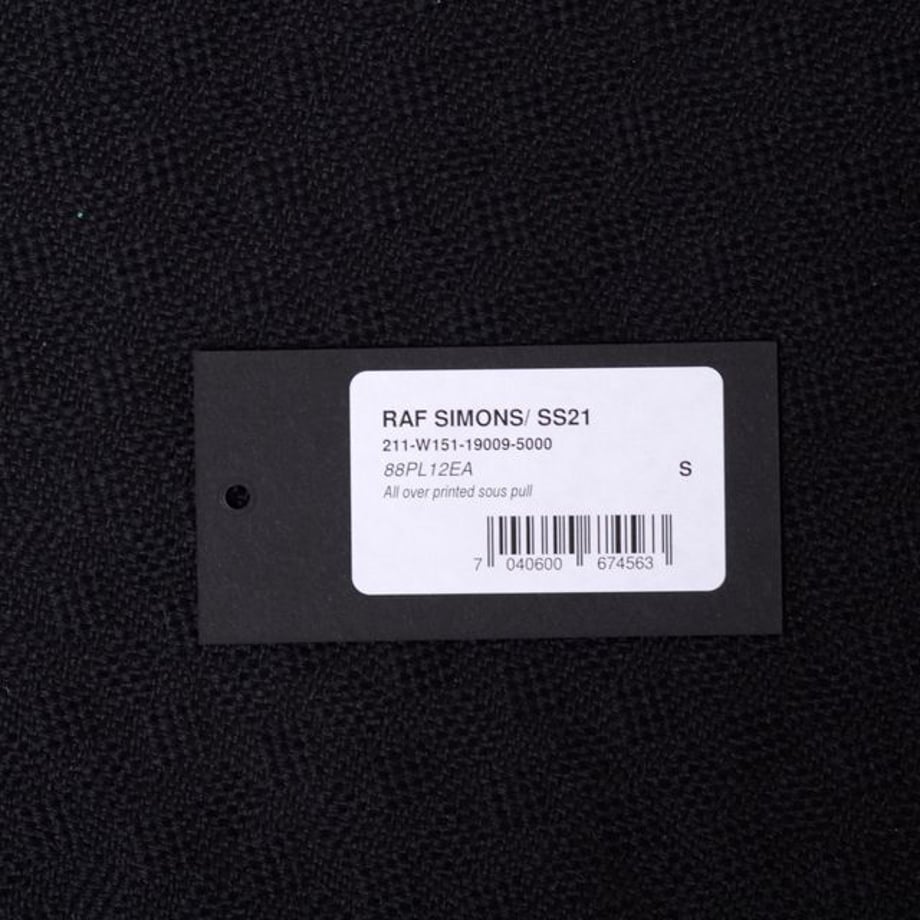 RAF SIMONS/ SS21
211-W151-19009-5000
88PL12EA
S
All over printed sous pull
7 040600 674563